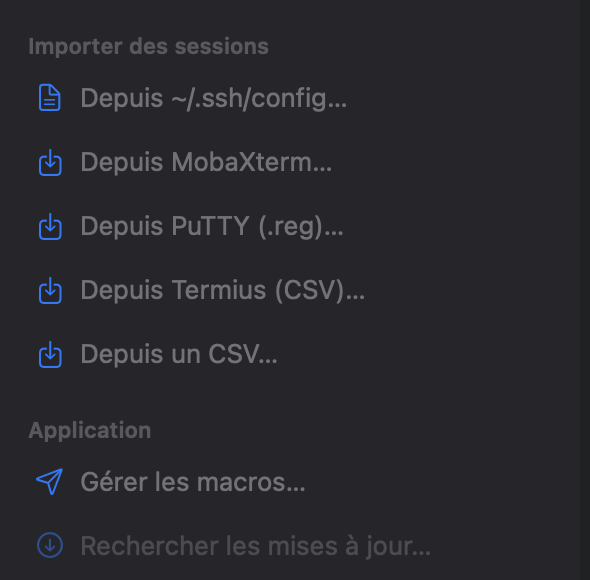 Importer des sessions
Depuis ~/.ssh/config...
Depuis MobaXterm...
Depuis PuTTY (.reg)...
Depuis Termius (CSV)...
Depuis un CSV...
Application
Gérer les macros...
Rechercher les mises à jour...